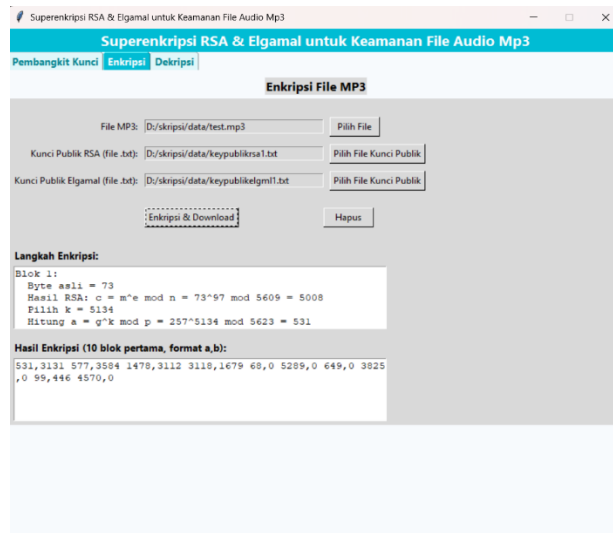 Superenkripsi RSA & Elgamal untuk Keamanan File Audio Mp3
Superenkripsi RSA & Elgamal untuk Keamanan File Audio Mp3
Pembangkit Kunci Enkripsi Dekripsi
Enkripsi File MP3
File MP3: D:/skripsi/data/test.mp3 Pilih File
Kunci Publik RSA (file .txt): D:/skripsi/data/keypublikrsa1.txt Pilih File Kunci Publik
Kunci Publik Elgamal (file .txt): D:/skripsi/data/keypublikelgml1.txt Pilih File Kunci Publik
Enkripsi & Download Hapus
Langkah Enkripsi:
Blok 1:
Byte asli = 73
Hasil RSA: c = m^e mod n = 73^97 mod 5609 = 5008
Pilih k = 5134
Hitung a = g^k mod p = 257^5134 mod 5623 = 531
Hasil Enkripsi (10 blok pertama, format a,b):
531,3131 577,3584 1478,3112 3118,1679 68,0 5289,0 649,0 3825
,0 99,446 4570,0